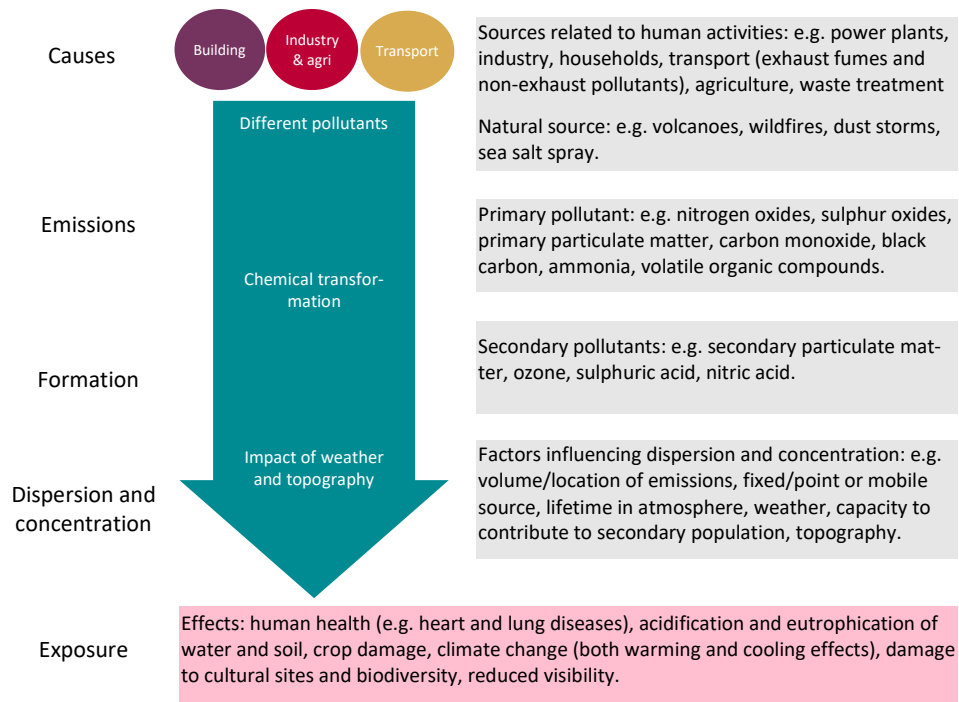 Causes
Building
Industry
& agri
Transport
Sources related to human activities: e.g. power plants,
industry, households, transport (exhaust fumes and
non-exhaust pollutants), agriculture, waste treatment
Natural source: e.g. volcanoes, wildfires, dust storms,
sea salt spray.
Different pollutants
Emissions
Primary pollutant: e.g. nitrogen oxides, sulphur oxides,
primary particulate matter, carbon monoxide, black
carbon, ammonia, volatile organic compounds.
Chemical transfor-
mation
Formation
Secondary pollutants: e.g. secondary particulate mat-
ter, ozone, sulphuric acid, nitric acid.
Impact of weather
and topography
Dispersion and
concentration
Factors influencing dispersion and concentration: e.g.
volume/location of emissions, fixed/point or mobile
source, lifetime in atmosphere, weather, capacity to
contribute to secondary population, topography.
Exposure
Effects: human health (e.g. heart and lung diseases), acidification and eutrophication of
water and soil, crop damage, climate change (both warming and cooling effects), damage
to cultural sites and biodiversity, reduced visibility.